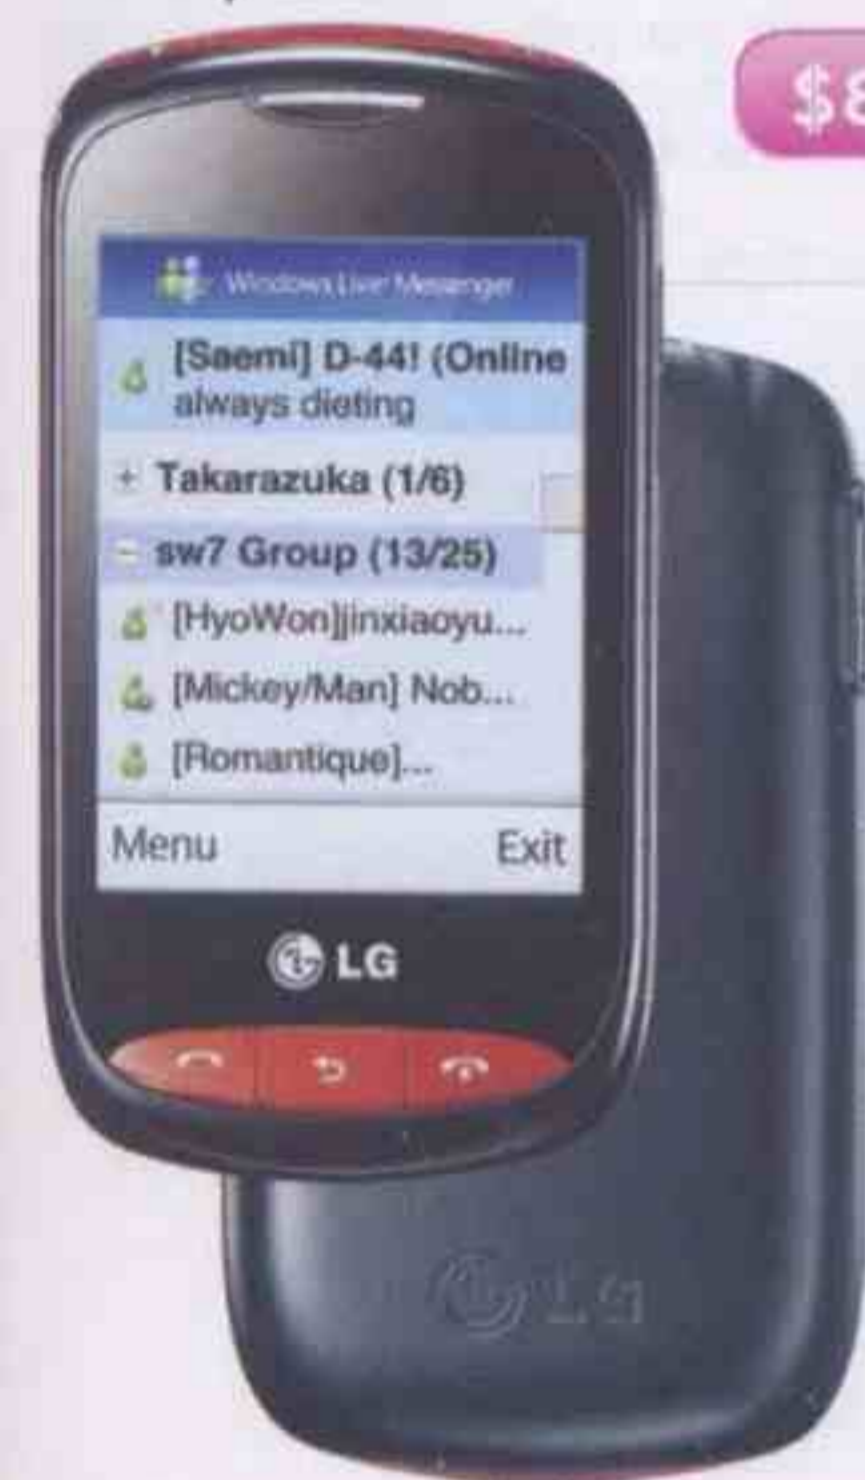 $8
Windows Live Messenger
[Saemi] D-44! (Online
always dieting
+ Takarazuka (1/6)
- sw7 Group (13/25)
[HyoWon]jinxiaoyu...
[Mickey/Man] Nob...
[Romantique]...
Menu Exit
LG
LG